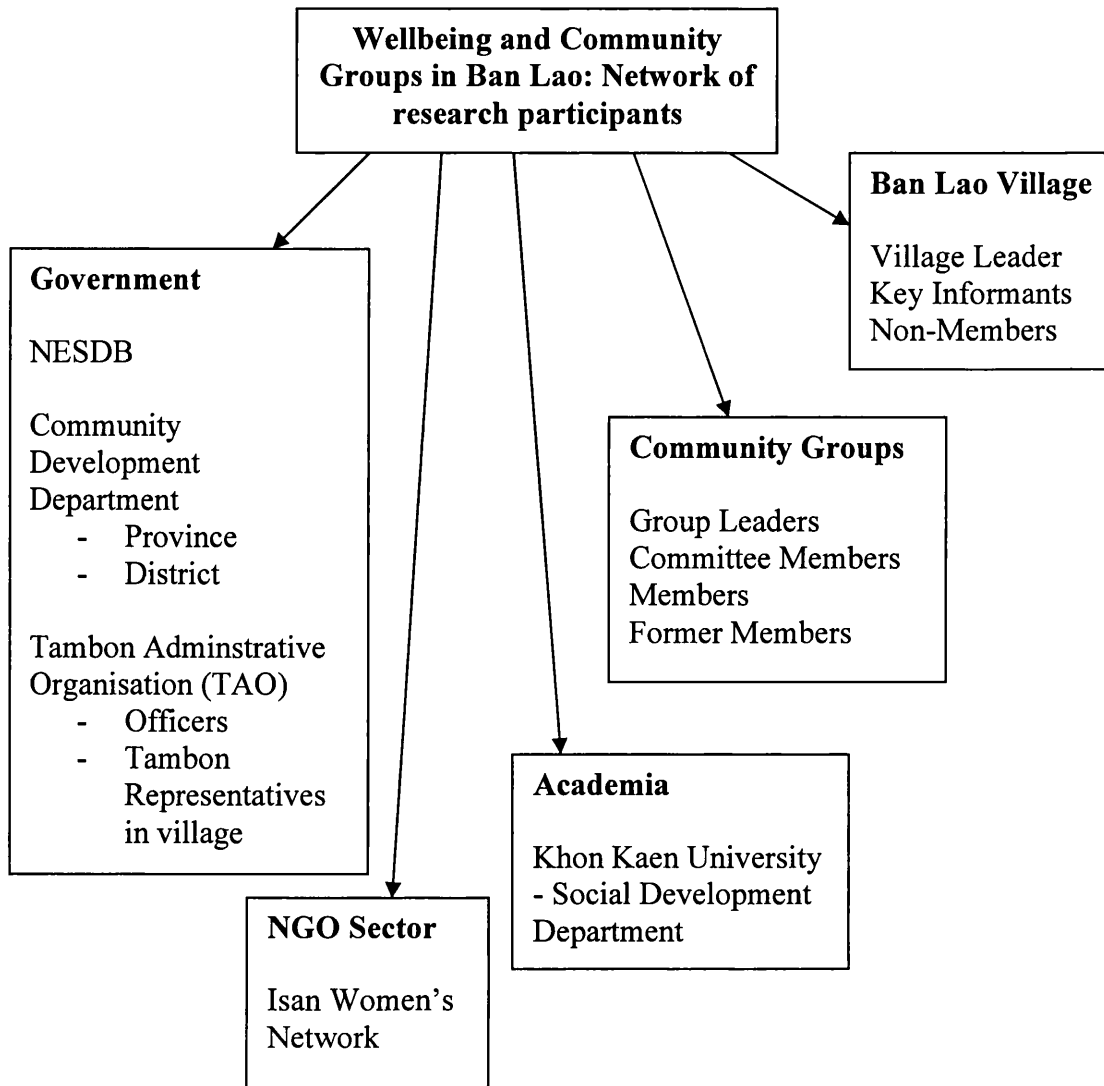 Wellbeing and Community
Groups in Ban Lao: Network of
research participants
Ban Lao Village
Village Leader
Key Informants
Non-Members
Government
NESDB
Community
Development
Department
- Province
- District
Tambon Adminstrative
Organisation (TAO)
- Officers
- Tambon
Representatives
in village
Community Groups
Group Leaders
Committee Members
Members
Former Members
Academia
Khon Kaen University
- Social Development
Department
NGO Sector
Isan Women’s
Network